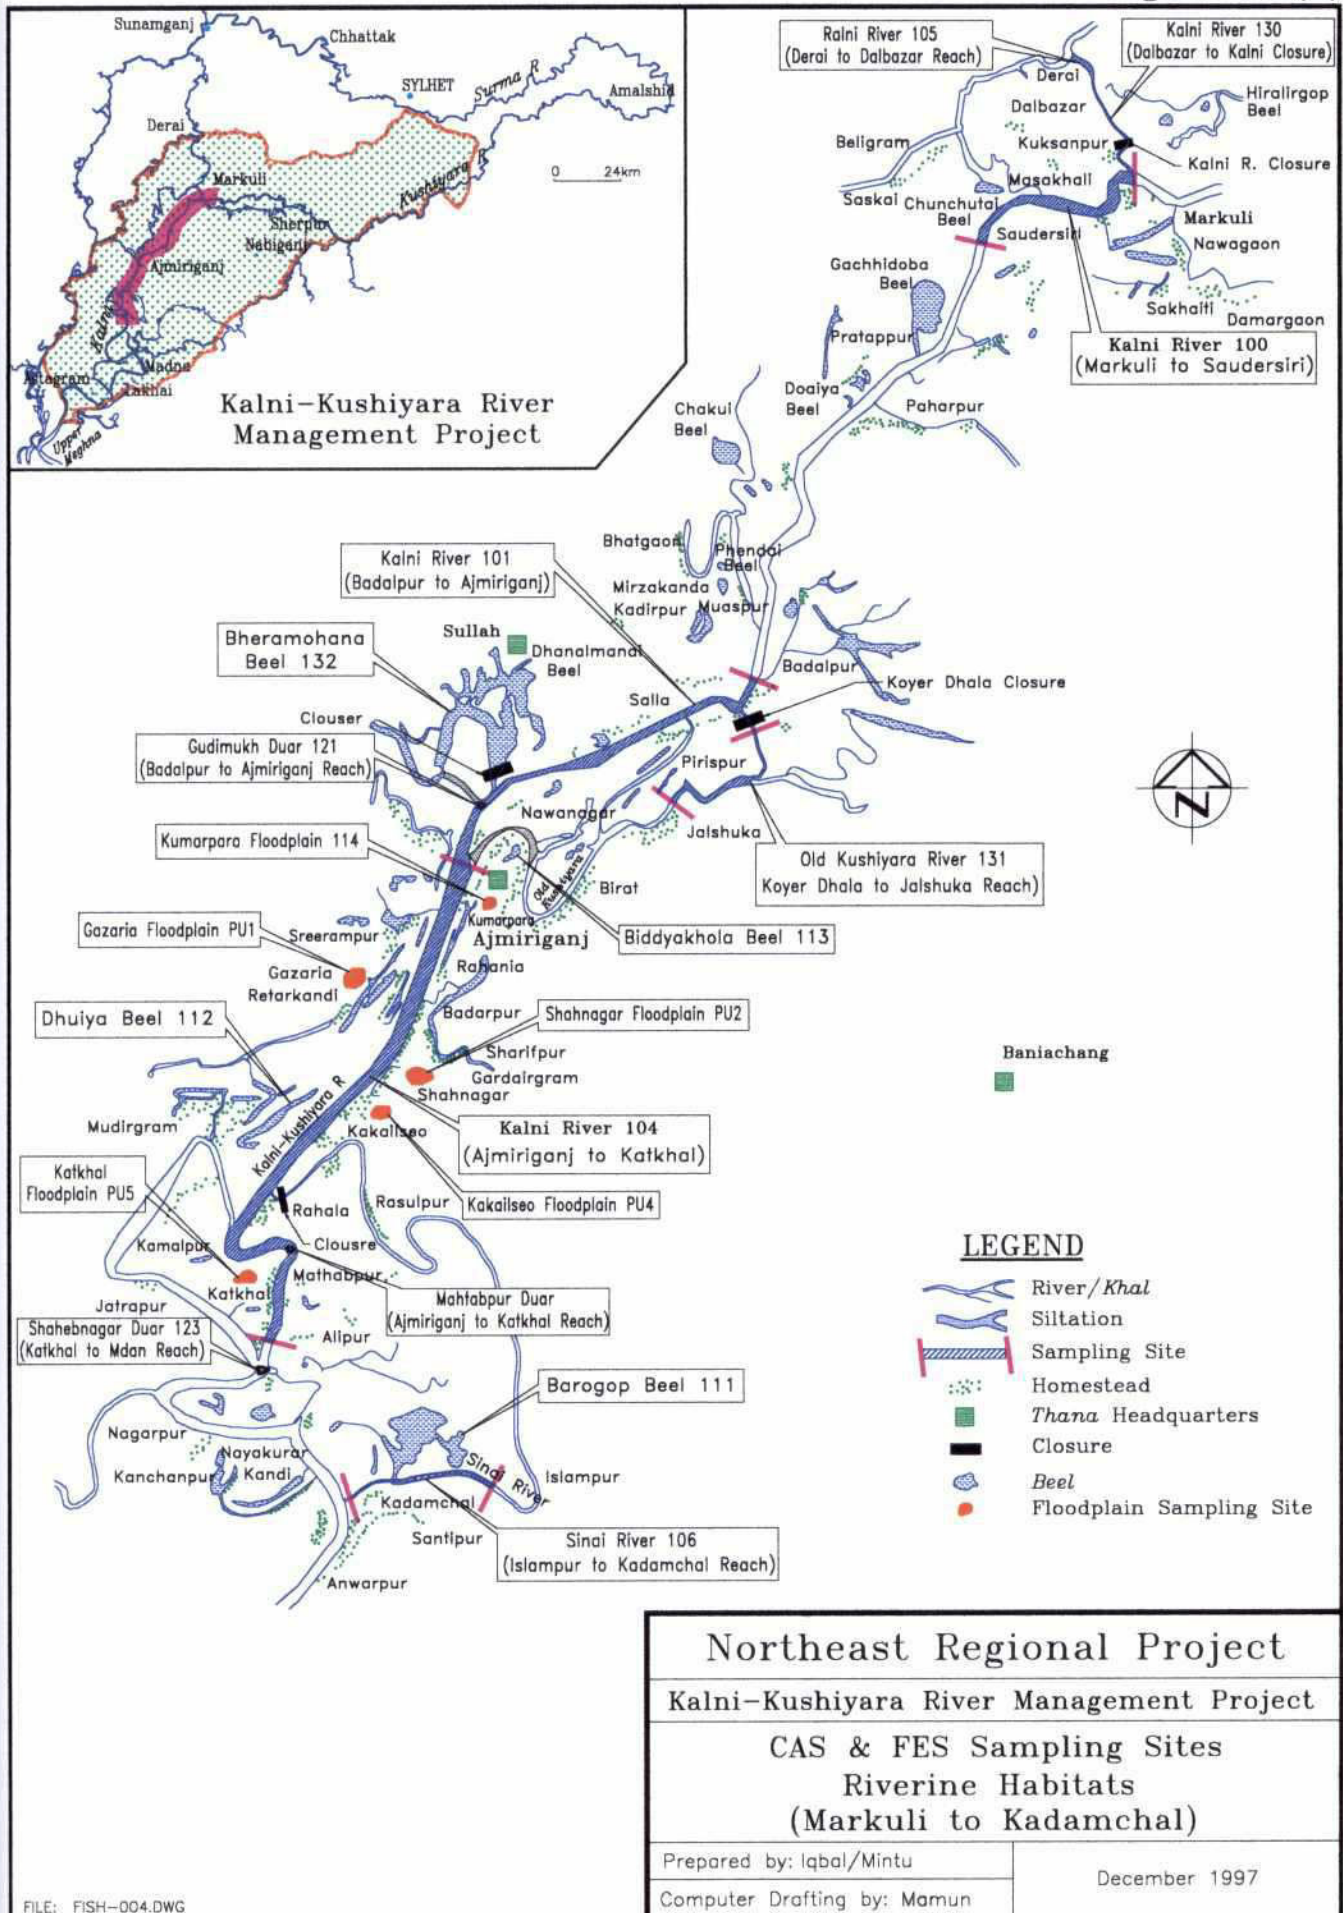 Sunamganj
Chhattak
SYLHET
Surma R
Amalshid
Derai
Markuli
Kushiyara R
0 24km
Sherpur
Nabiganj
Ajmiriganj
Kalni
Madna
Astagram
Lakhai
Upper
Meghna
Kalni-Kushiyara River
Management Project
Ralni River 105
(Derai to Dalbazar Reach)
Kalni River 130
(Dalbazar to Kalni Closure)
Derai
Dalbazar
Hiralirgop
Beel
Beligram
Kuksanpur
Kalni R. Closure
Masakhali
Saskai
Chunchutai
Beel
Markuli
Saudersiri
Nawagaon
Gachhidoba
Beel
Sakhaiti
Damargaon
Pratappur
Kalni River 100
(Markuli to Saudersiri)
Doaiya
Beel
Paharpur
Chakui
Beel
Bhatgaon
Phendai
Beel
Kalni River 101
(Badalpur to Ajmiriganj)
Mirzakanda
Kadirpur
Muaspur
Bheramohana
Beel 132
Sullah
Dhanalmanai
Beel
Badalpur
Koyer Dhala Closure
Salla
Clouser
Gudimukh Duar 121
(Badalpur to Ajmiriganj Reach)
Pirispur
Nawanagar
Jalshuka
Kumarpara Floodplain 114
Old Kushiyara River 131
Koyer Dhala to Jalshuka Reach)
Old
Kushiyara
Birat
Kumarpara
Ajmiriganj
Biddyakhola Beel 113
Gazaria Floodplain PU1
Sreerampur
Gazaria
Retarkandi
Rahania
Dhuiya Beel 112
Badarpur
Shahnagar Floodplain PU2
Sharifpur
Gardairgram
Shahnagar
Baniachang
Mudirgram
Kalni-Kushiyara R
Kakailseo
Kalni River 104
(Ajmiriganj to Katkhal)
Katkhal
Floodplain PU5
Rahala
Rasulpur
Kakailseo Floodplain PU4
Kamalpur
Clousre
Mathabpur
Katkhal
Jatrapur
Mahtabpur Duar
(Ajmiriganj to Katkhal Reach)
Shahebnagar Duar 123
(Katkhal to Mdan Reach)
Alipur
Barogop Beel 111
Nagarpur
Nayakurar
Kandi
Kanchanpur
Sinai River
Islampur
Kadamchal
Santipur
Sinai River 106
(Islampur to Kadamchal Reach)
Anwarpur
N
LEGEND
River/Khal
Siltation
Sampling Site
Homestead
Thana Headquarters
Closure
Beel
Floodplain Sampling Site
Northeast Regional Project
Kalni-Kushiyara River Management Project
CAS & FES Sampling Sites
Riverine Habitats
(Markuli to Kadamchal)
Prepared by: Iqbal/Mintu
Computer Drafting by: Mamun
December 1997
FILE: FISH-004.DWG